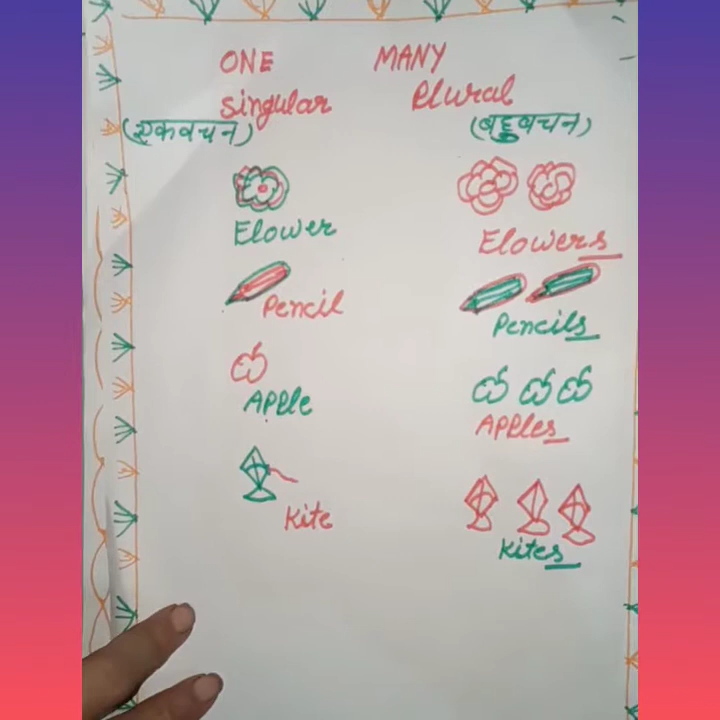 ONE MANY
Singular Plural
(एकवचन) (बहुवचन)
Flower Flowers
Pencil Pencils
Apple Apples
Kite Kites